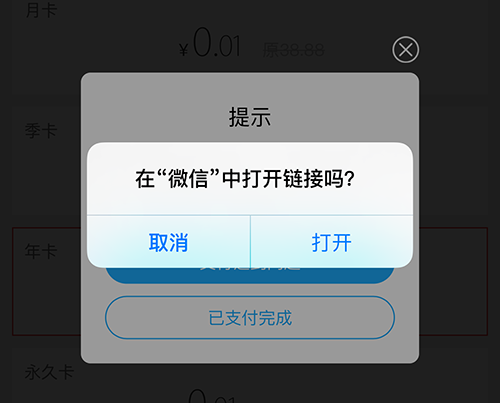 月卡
¥0.01 原38.88
提示
季卡
在“微信”中打开链接吗？
取消 打开
年卡
已支付完成
永久卡
0.01